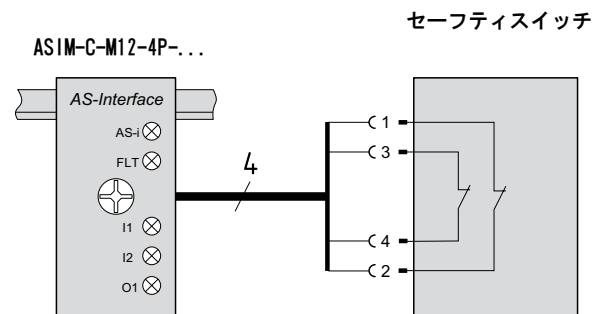 セーフティスイッチ
ASIM-C-M12-4P-...
AS-Interface
AS-i
FLT
I1
I2
O1
4
1
3
4
2